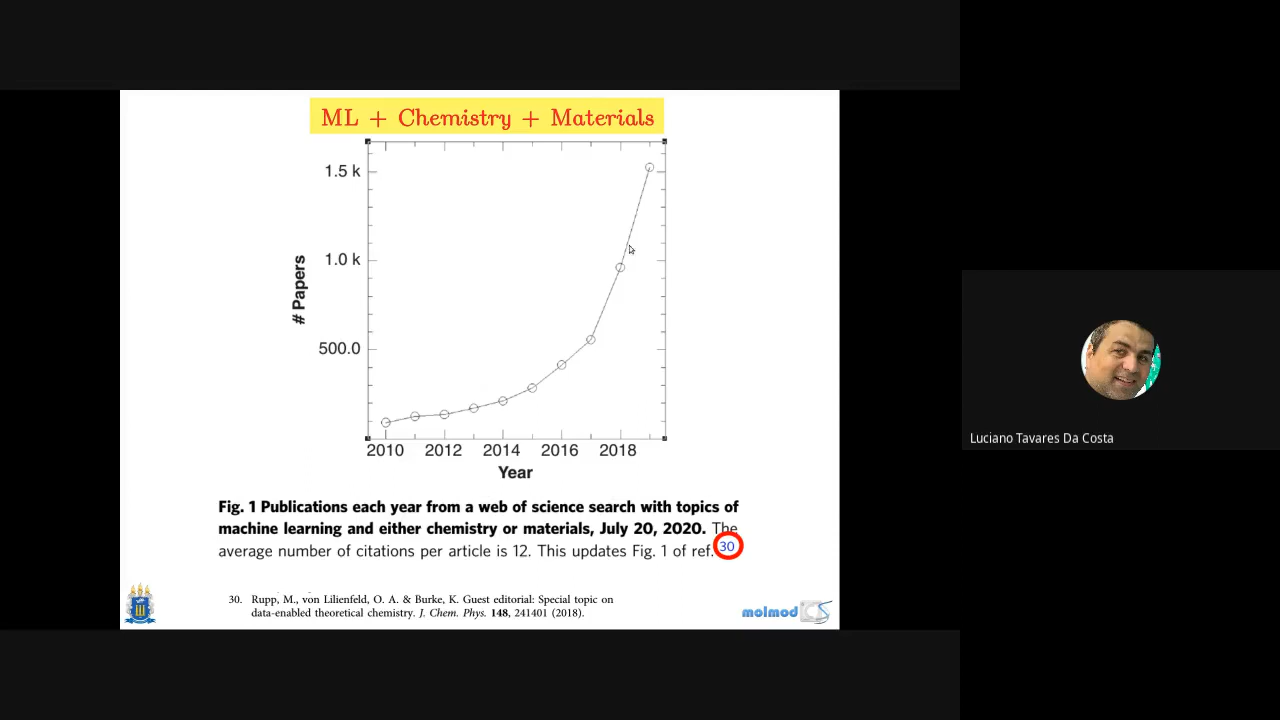 ML + Chemistry + Materials
1.5 k
1.0 k
500.0
# Papers
2010 2012 2014 2016 2018
Year
Fig. 1 Publications each year from a web of science search with topics of
machine learning and either chemistry or materials, July 20, 2020. The
average number of citations per article is 12. This updates Fig. 1 of ref. 30
30. Rupp, M., von Lilienfeld, O. A. & Burke, K. Guest editorial: Special topic on
data-enabled theoretical chemistry. J. Chem. Phys. 148, 241401 (2018).
molmod CS
Luciano Tavares Da Costa